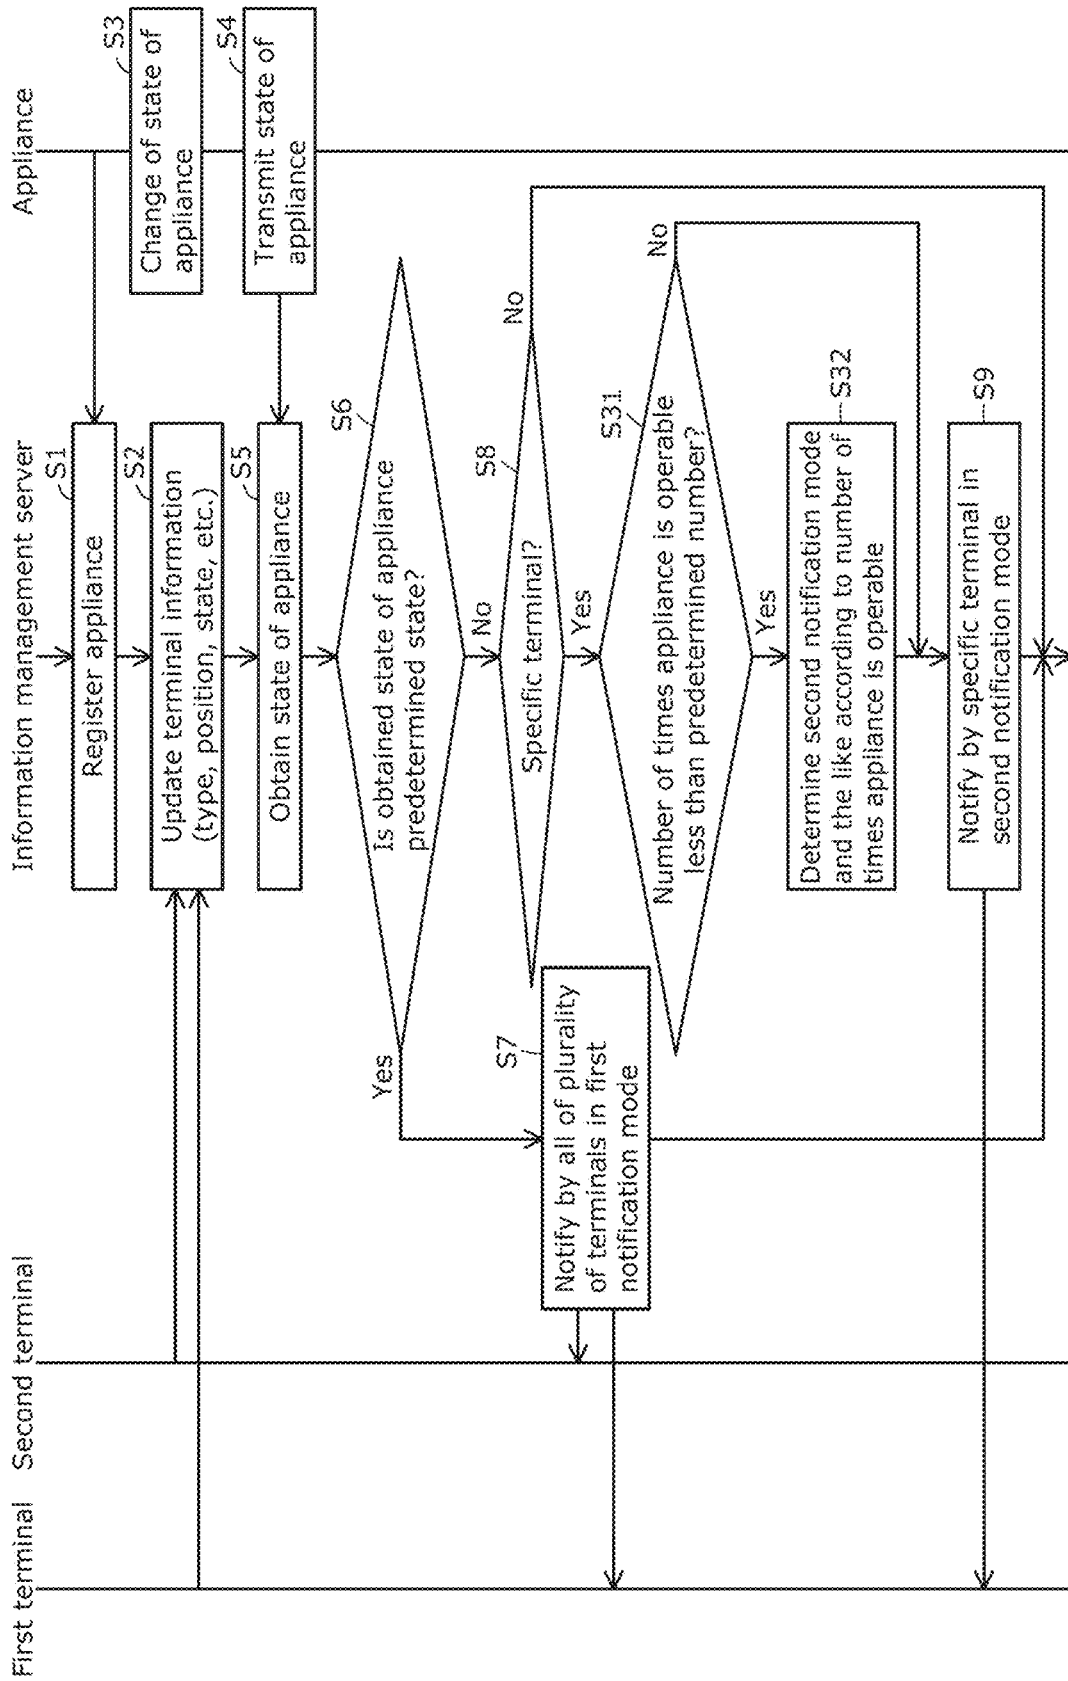 First terminal
Second terminal
Information management server
Appliance
S1
Register appliance
S2
Update terminal information
(type, position, state, etc.)
S3
Change of state of
appliance
S4
Transmit state of
appliance
S5
Obtain state of appliance
S6
Is obtained state of appliance
predetermined state?
Yes
No
S7
Notify by all of plurality
of terminals in first
notification mode
S8
Specific terminal?
No
Yes
S31
Number of times appliance is operable
less than predetermined number?
No
Yes
S32
Determine second notification mode
and the like according to number of
times appliance is operable
S9
Notify by specific terminal in
second notification mode